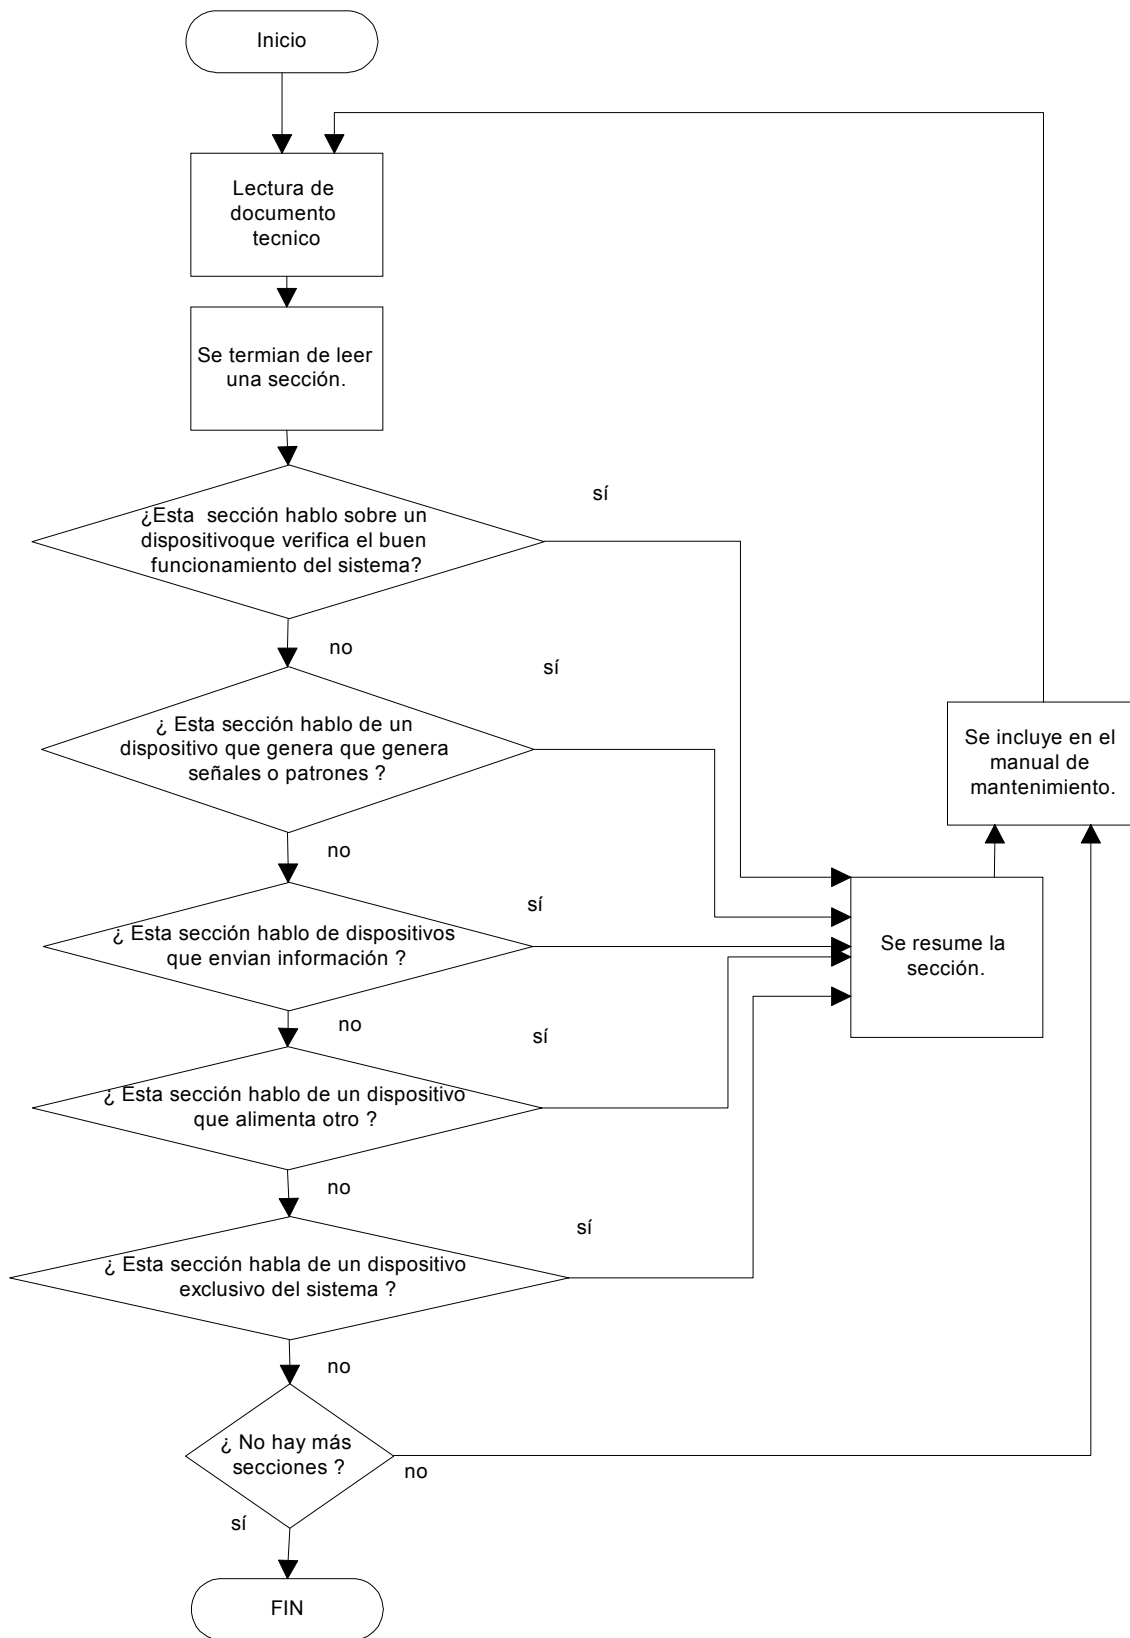 Inicio
Lectura de
documento
tecnico
Se termian de leer
una sección.
¿Esta sección hablo sobre un
dispositivoque verifica el buen
funcionamiento del sistema?
sí
no
¿ Esta sección hablo de un
dispositivo que genera que genera
señales o patrones ?
sí
no
¿ Esta sección hablo de dispositivos
que envian información ?
sí
no
¿ Esta sección hablo de un dispositivo
que alimenta otro ?
sí
no
¿ Esta sección habla de un dispositivo
exclusivo del sistema ?
sí
no
¿ No hay más
secciones ?
no
sí
FIN
Se resume la
sección.
Se incluye en el
manual de
mantenimiento.